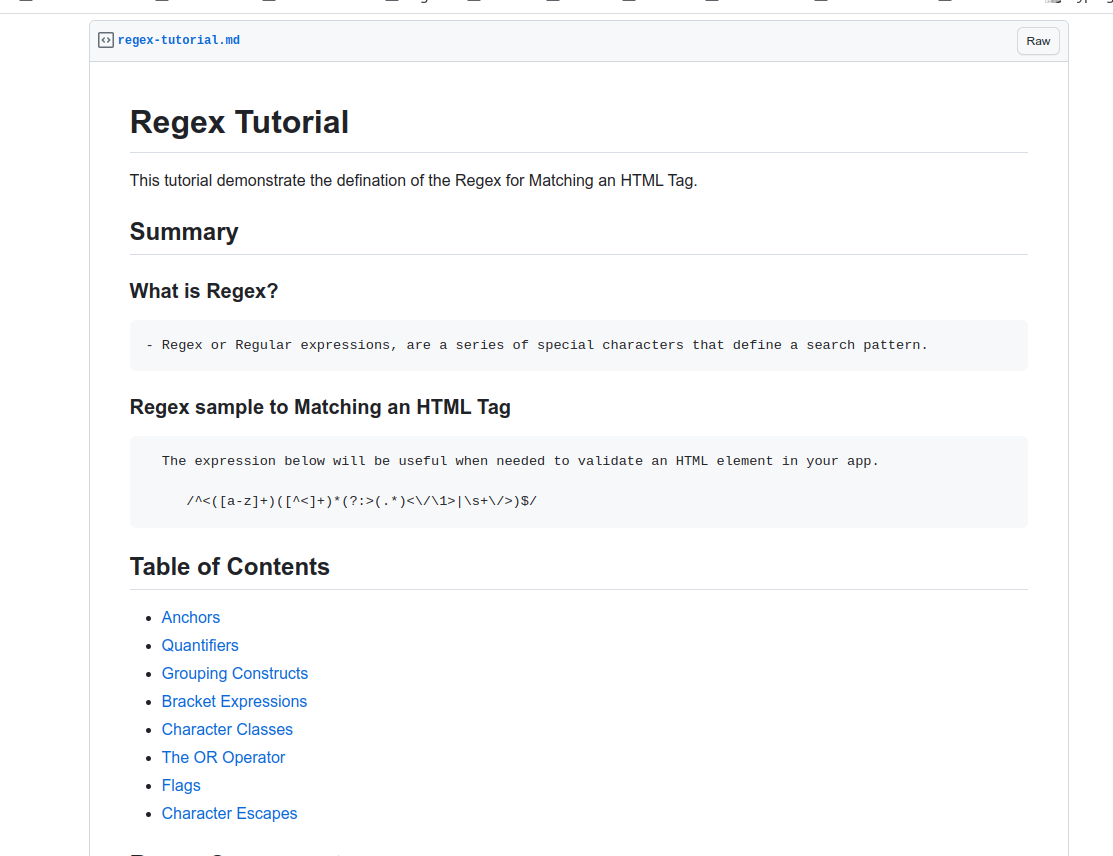 regex-tutorial.md
Raw
Regex Tutorial
This tutorial demonstrate the defination of the Regex for Matching an HTML Tag.
Summary
What is Regex?
- Regex or Regular expressions, are a series of special characters that define a search pattern.
Regex sample to Matching an HTML Tag
The expression below will be useful when needed to validate an HTML element in your app.
/^<([a-z]+)([^<]+)*(?:>(.*)<\/\1>|\s+\/>)$/
Table of Contents
Anchors
Quantifiers
Grouping Constructs
Bracket Expressions
Character Classes
The OR Operator
Flags
Character Escapes